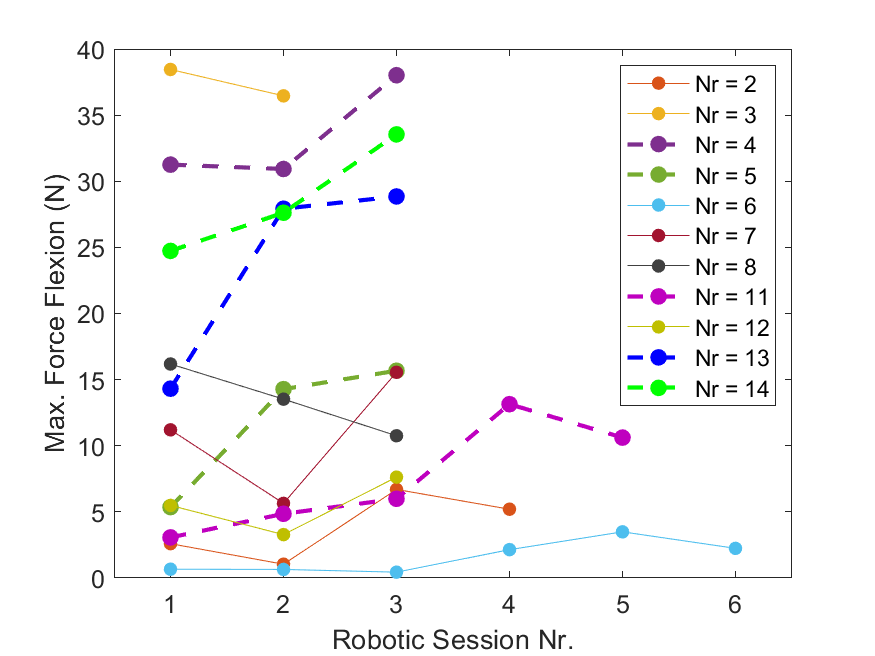 40
35
30
25
20
15
10
5
0
Max. Force Flexion (N)
1 2 3 4 5 6
Robotic Session Nr.
Nr = 2
Nr = 3
Nr = 4
Nr = 5
Nr = 6
Nr = 7
Nr = 8
Nr = 11
Nr = 12
Nr = 13
Nr = 14